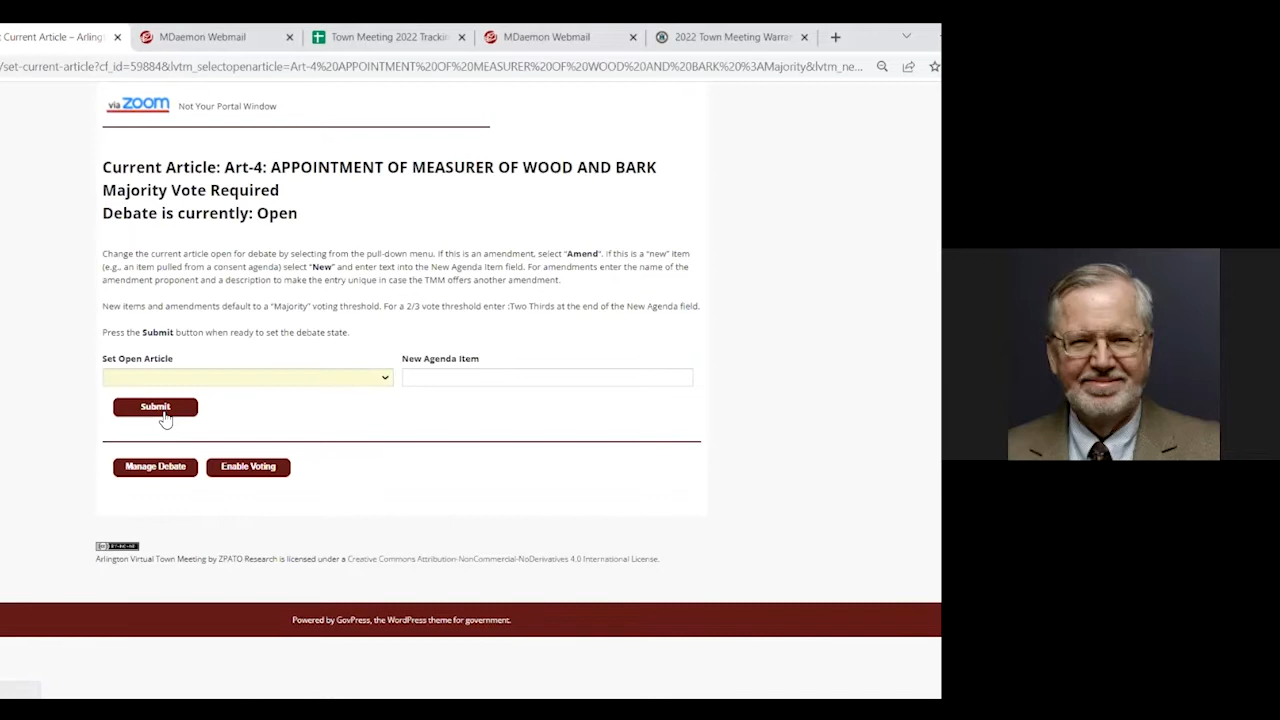 t Current Article – Arling
MDaemon Webmail
Town Meeting 2022 Trackin
MDaemon Webmail
2022 Town Meeting Warra
/set-current-article?cf_id=59884&lvtm_selectopenarticle=Art-4%20APPOINTMENT%20OF%20MEASURER%20OF%20WOOD%20AND%20BARK%20%3AMajority&lvtm_ne...
via zoom Not Your Portal Window
Current Article: Art-4: APPOINTMENT OF MEASURER OF WOOD AND BARK
Majority Vote Required
Debate is currently: Open
Change the current article open for debate by selecting from the pull-down menu. If this is an amendment, select "Amend". If this is a "new" item
(e.g., an item pulled from a consent agenda) select "New" and enter text into the New Agenda Item field. For amendments enter the name of the
amendment proponent and a description to make the entry unique in case the TMM offers another amendment.
New items and amendments default to a "Majority" voting threshold. For a 2/3 vote threshold enter :Two Thirds at the end of the New Agenda field.
Press the Submit button when ready to set the debate state.
Set Open Article New Agenda Item
Submit
Manage Debate Enable Voting
Arlington Virtual Town Meeting by ZPATO Research is licensed under a Creative Commons Attribution-NonCommercial-NoDerivatives 4.0 International License.
Powered by GovPress, the WordPress theme for government.